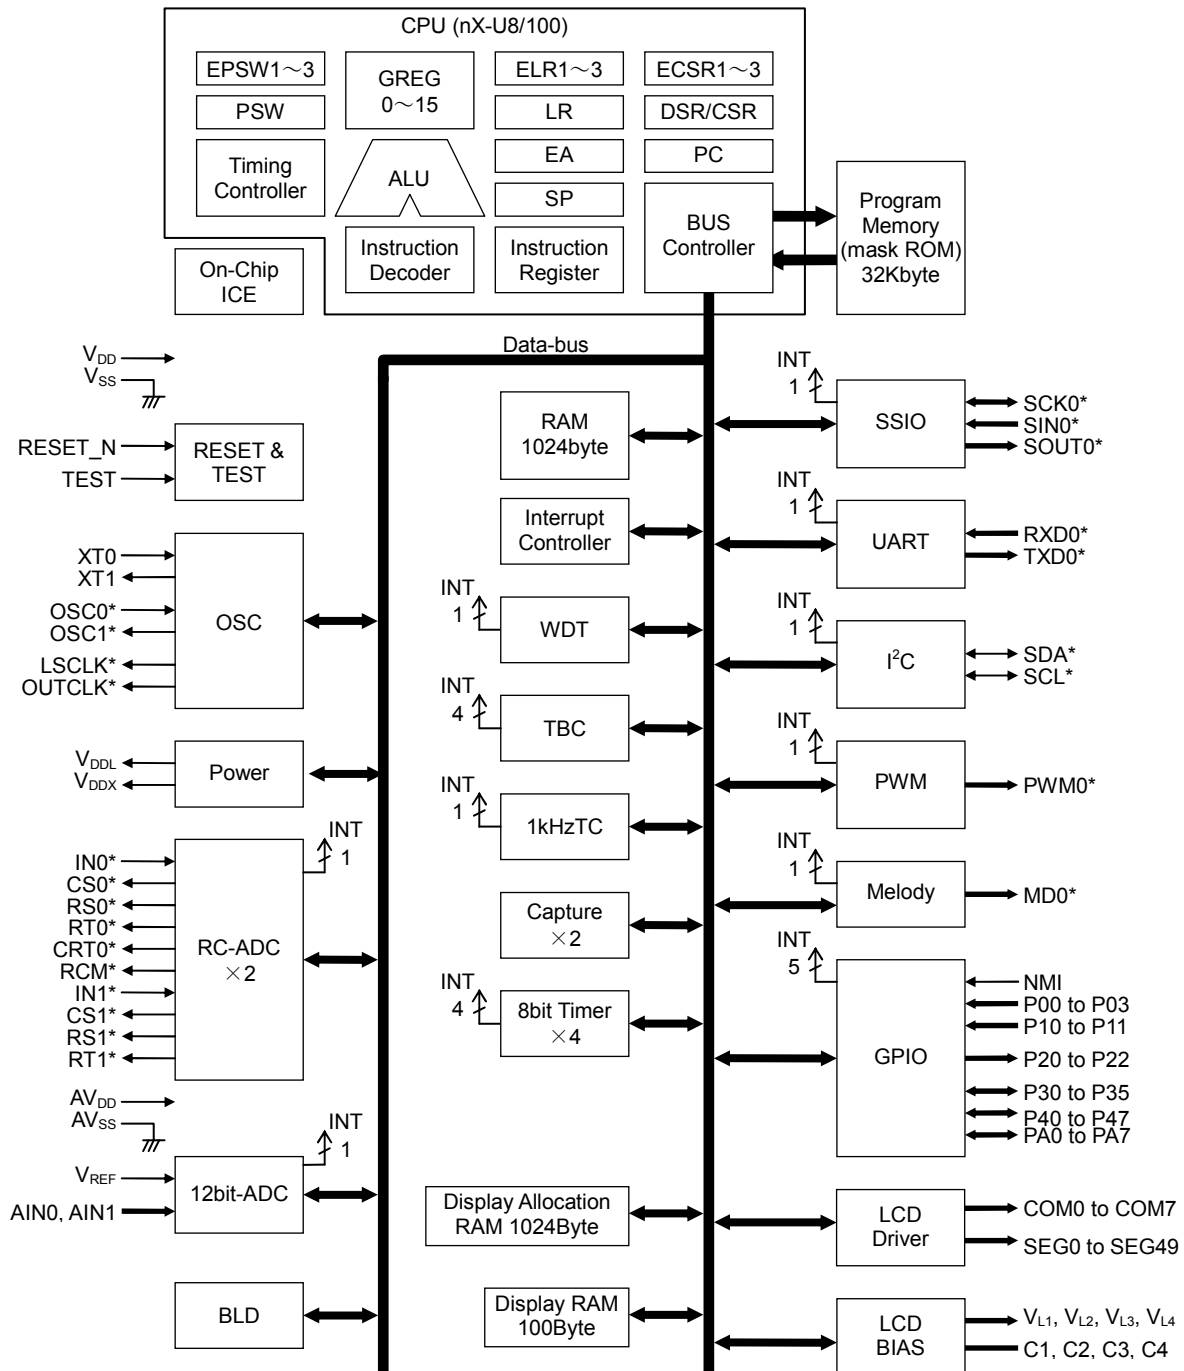 CPU (nX-U8/100)
EPSW1～3
GREG
0～15
ELR1～3
ECSR1～3
PSW
LR
DSR/CSR
Timing
Controller
ALU
EA
PC
SP
BUS
Controller
Program
Memory
(mask ROM)
32Kbyte
Instruction
Decoder
Instruction
Register
On-Chip
ICE
Data-bus
VDD
VSS
RESET_N
TEST
RESET &
TEST
XT0
XT1
OSC0*
OSC1*
LSCLK*
OUTCLK*
OSC
VDDL
VDDX
Power
IN0*
CS0*
RS0*
RT0*
CRT0*
RCM*
IN1*
CS1*
RS1*
RT1*
RC-ADC
×2
INT
1
AVDD
AVSS
VREF
AIN0, AIN1
12bit-ADC
INT
1
BLD
RAM
1024byte
Interrupt
Controller
INT
1
WDT
INT
4
TBC
INT
1
1kHzTC
Capture
×2
INT
4
8bit Timer
×4
Display Allocation
RAM 1024Byte
Display RAM
100Byte
INT
1
SSIO
SCK0*
SIN0*
SOUT0*
INT
1
UART
RXD0*
TXD0*
INT
1
I²C
SDA*
SCL*
INT
1
PWM
PWM0*
INT
1
Melody
MD0*
INT
5
GPIO
NMI
P00 to P03
P10 to P11
P20 to P22
P30 to P35
P40 to P47
PA0 to PA7
LCD
Driver
COM0 to COM7
SEG0 to SEG49
LCD
BIAS
VL1, VL2, VL3, VL4
C1, C2, C3, C4